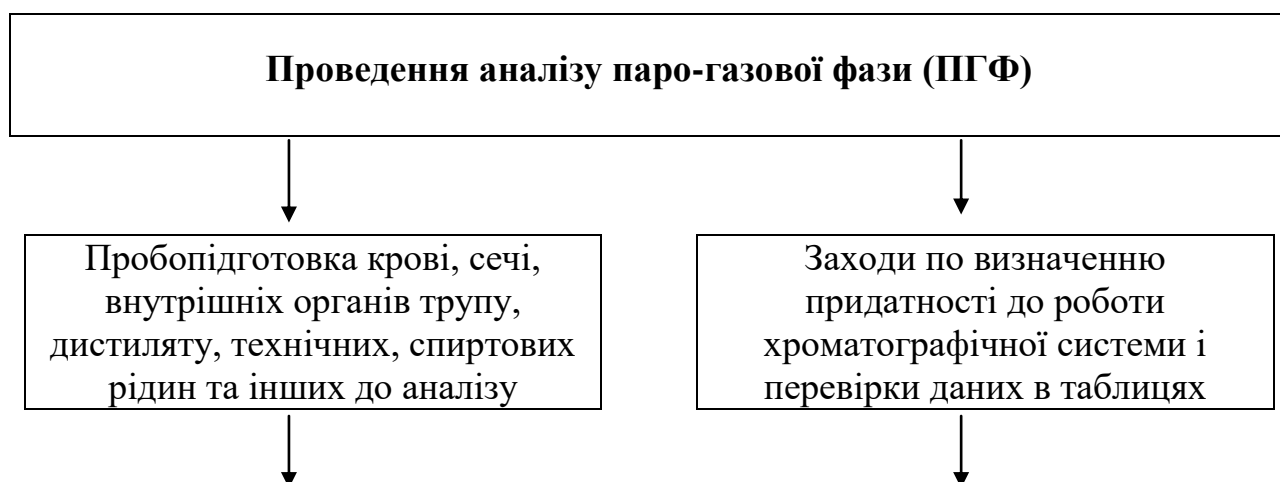 Проведення аналізу паро-газової фази (ПГФ)
Пробопідготовка крові, сечі,
внутрішніх органів трупу,
дистиляту, технічних, спиртових
рідин та інших до аналізу
Заходи по визначенню
придатності до роботи
хроматографічної системи і
перевірки даних в таблицях